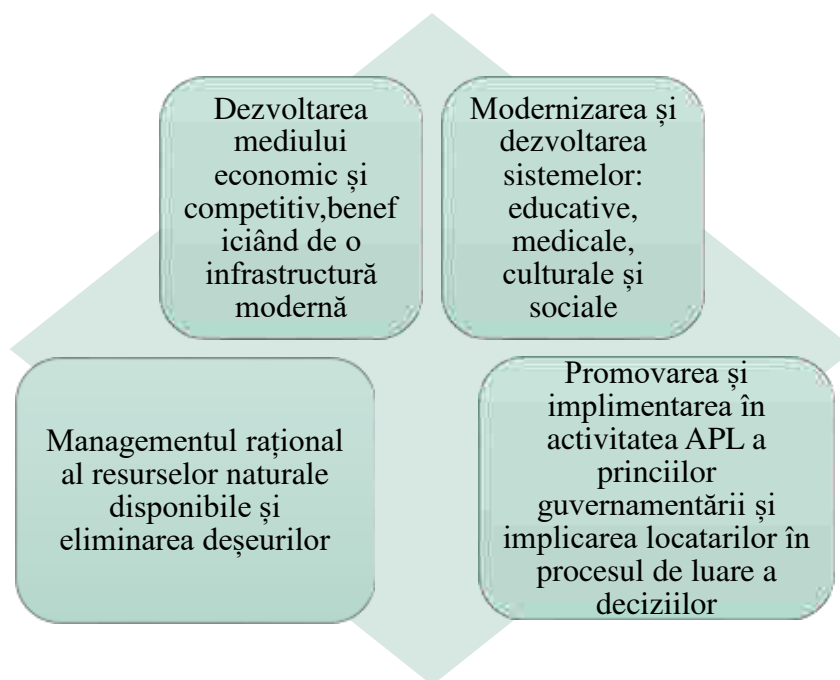 Dezvoltarea
mediului
economic și
competitiv,benef
iciând de o
infrastructură
modernă
Modernizarea și
dezvoltarea
sistemelor:
educative,
medicale,
culturale și
sociale
Managementul rațional
al resurselor naturale
disponibile și
eliminarea deșeurilor
Promovarea și
implimentarea în
activitatea APL a
princiilor
guvernamentării și
implicarea locatarilor în
procesul de luare a
deciziilor